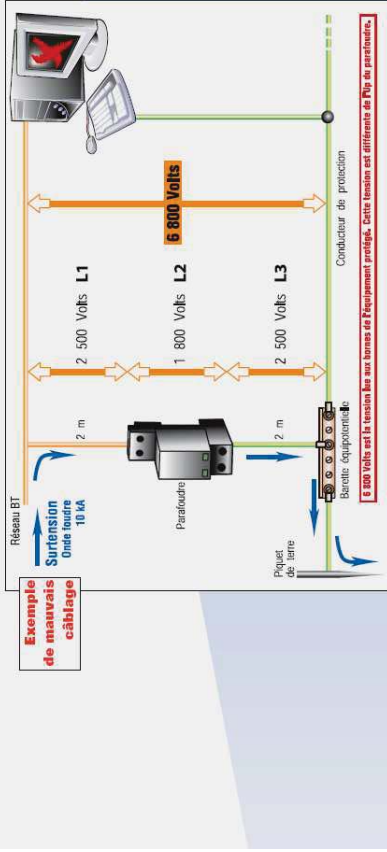 Exemple
de mauvais
câblage
Réseau BT
Surtension
Onde foudre
10 kA
2 m
Parafoudre
2 m
2 500 Volts L1
1 800 Volts L2
2 500 Volts L3
6 800 Volts
Piquet
de terre
Barette équipotentielle
Conducteur de protection
6 800 Volts est la tension vue aux bornes de l'équipement protégé. Cette tension est différente de l'Up du parafoudre.